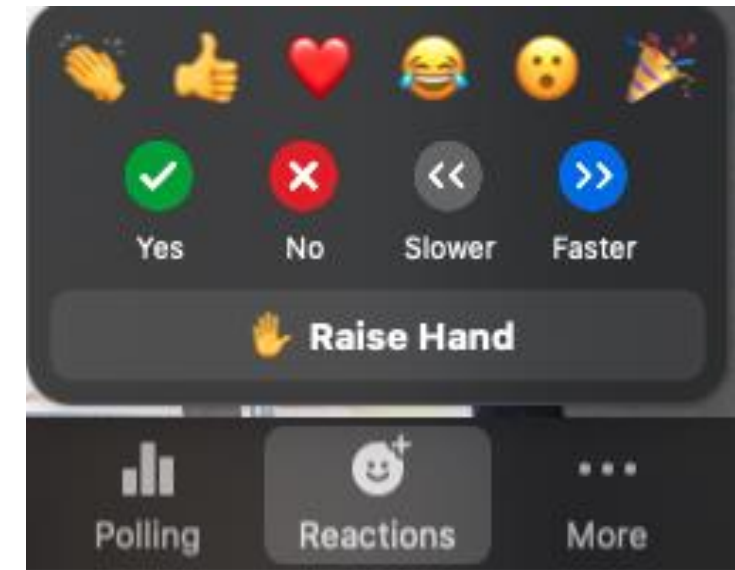 Yes No Slower Faster
Raise Hand
Polling Reactions More